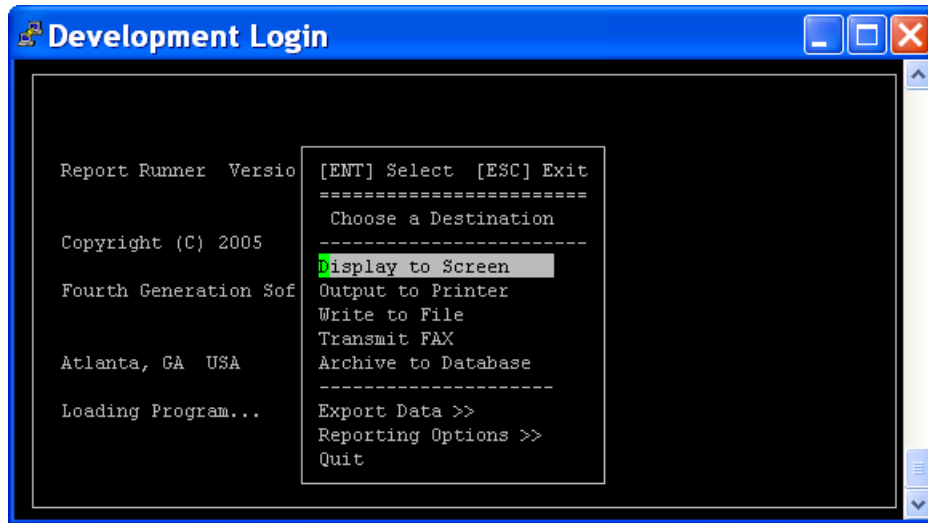 Development Login
Report Runner Versio
Copyright (C) 2005
Fourth Generation Sof
Atlanta, GA USA
Loading Program...
[ENT] Select [ESC] Exit
========================
Choose a Destination
------------------------
Display to Screen
Output to Printer
Write to File
Transmit FAX
Archive to Database
---------------------
Export Data >>
Reporting Options >>
Quit